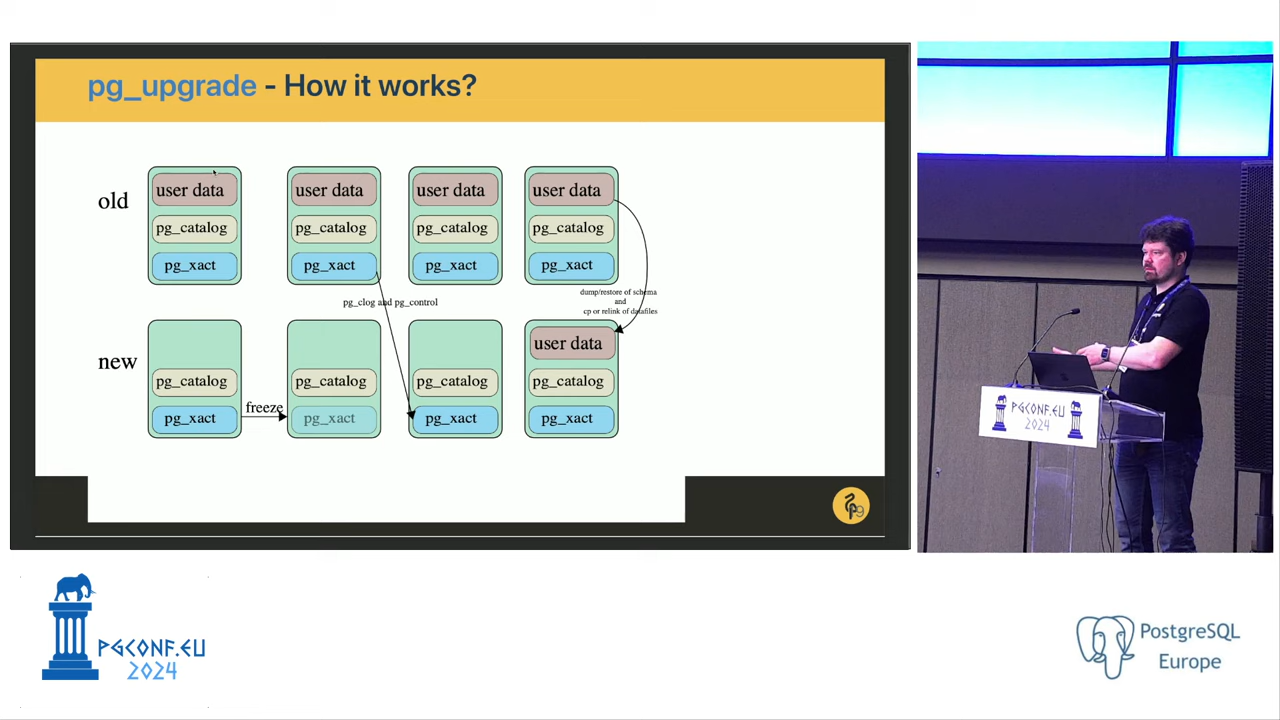 pg_upgrade - How it works?
old
user data
pg_catalog
pg_xact
user data
pg_catalog
pg_xact
user data
pg_catalog
pg_xact
user data
pg_catalog
pg_xact
pg_clog and pg_control
dump/restore of schema
and
cp or relink of datafiles
new
pg_catalog
pg_xact
freeze
pg_catalog
pg_xact
pg_catalog
pg_xact
user data
pg_catalog
pg_xact
PGCONF.EU
2024
PGCONF.EU
2024
PostgreSQL
Europe